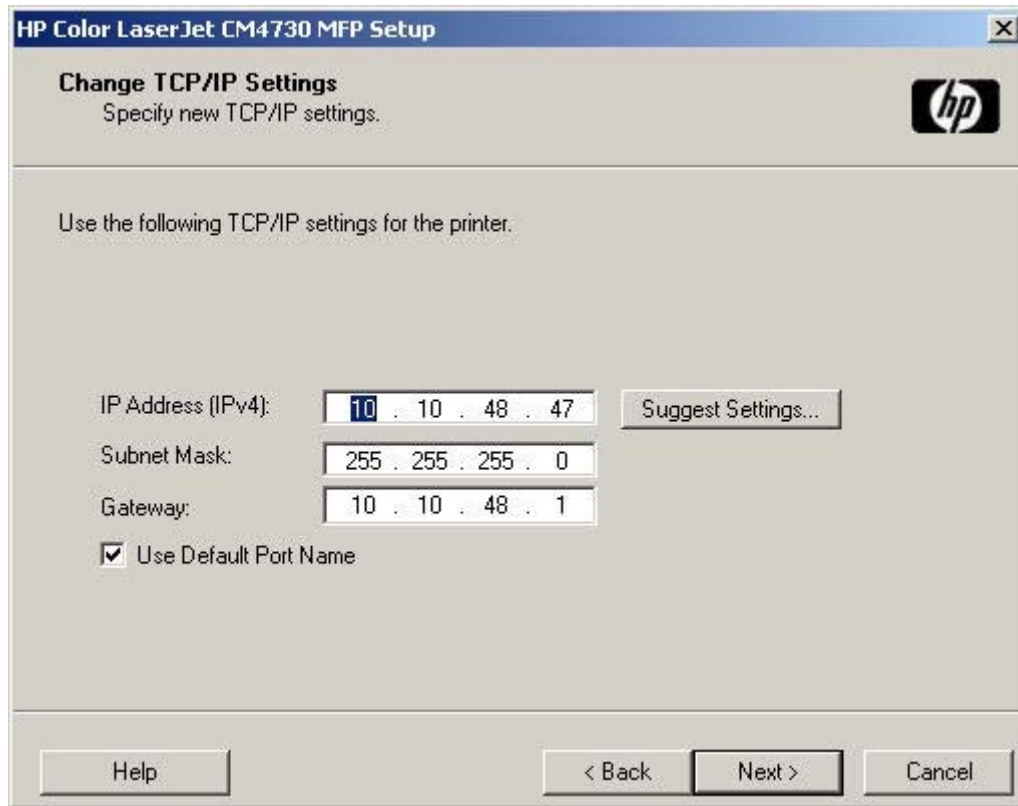 HP Color LaserJet CM4730 MFP Setup
Change TCP/IP Settings
Specify new TCP/IP settings.
hp
Use the following TCP/IP settings for the printer.
IP Address (IPv4): 10 . 10 . 48 . 47 Suggest Settings...
Subnet Mask: 255 . 255 . 255 . 0
Gateway: 10 . 10 . 48 . 1
Use Default Port Name
Help < Back Next > Cancel